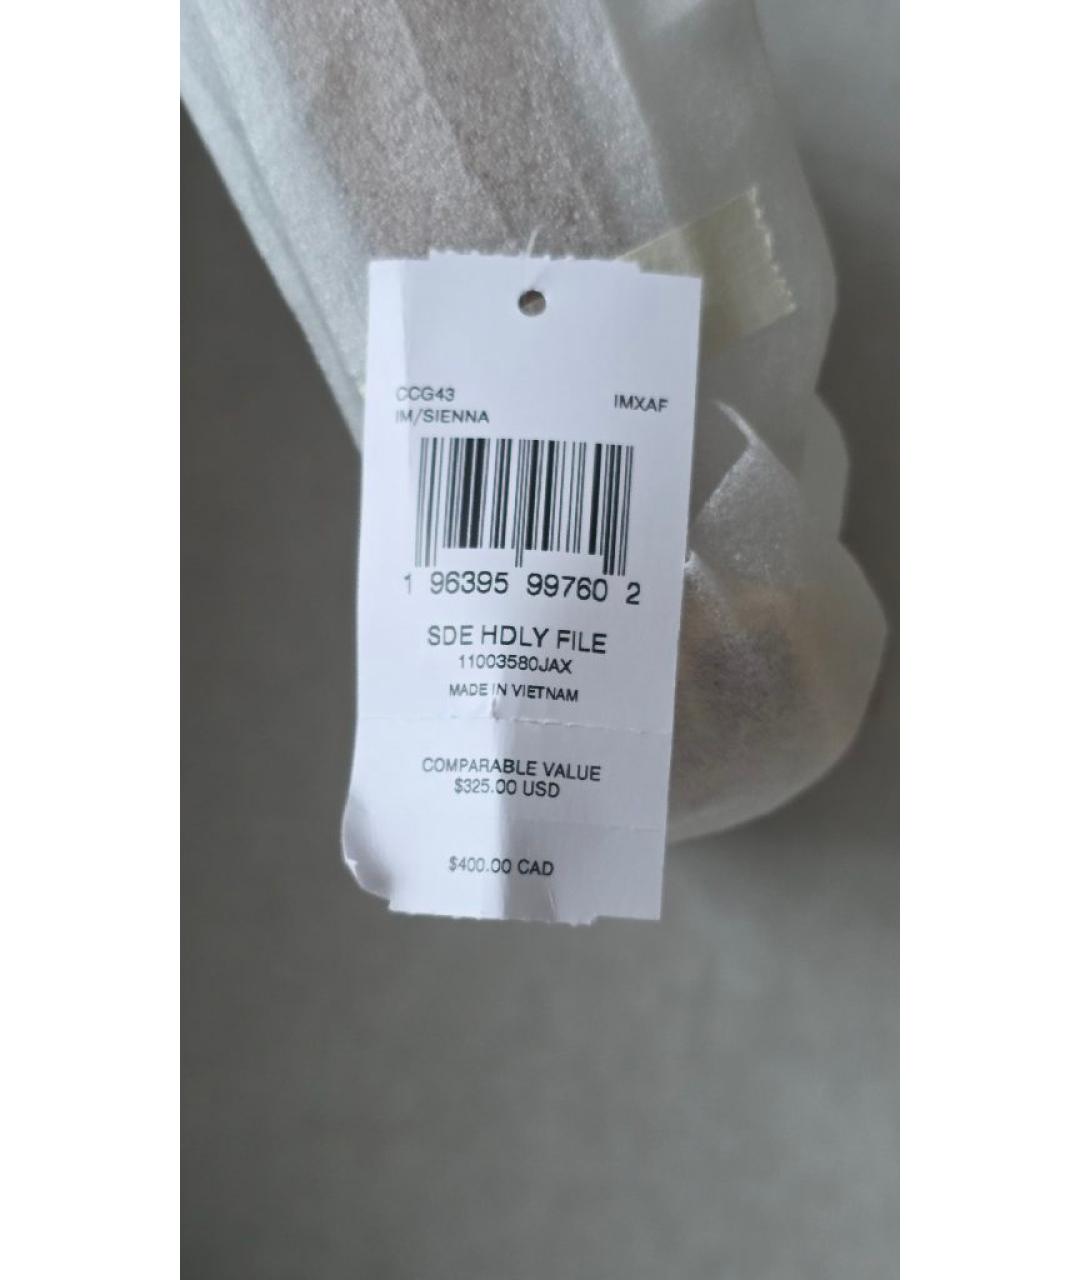 CCG43
IM/SIENNA
IMXAF
1 96395 99760 2
SDE HDLY FILE
11003580JAX
MADE IN VIETNAM
COMPARABLE VALUE
$325.00 USD
$400.00 CAD